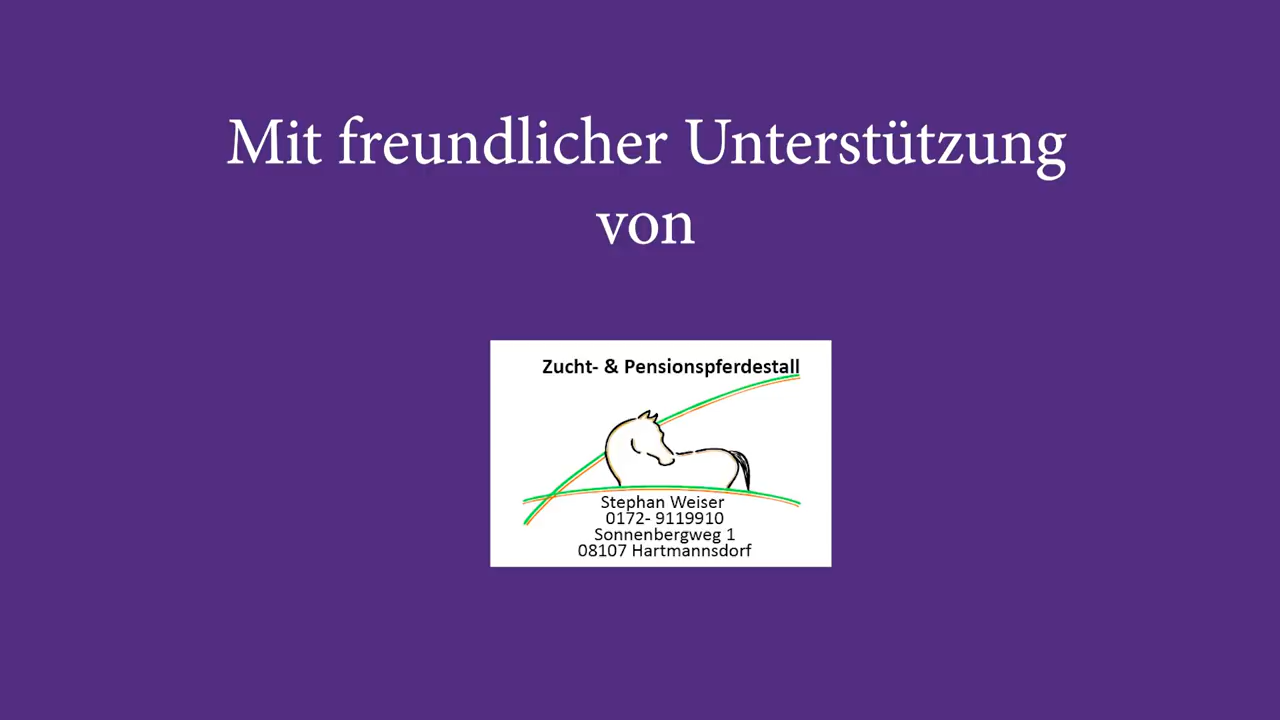 Mit freundlicher Unterstützung
von
Zucht- & Pensionspferdestall
Stephan Weiser
0172- 9119910
Sonnenbergweg 1
08107 Hartmannsdorf